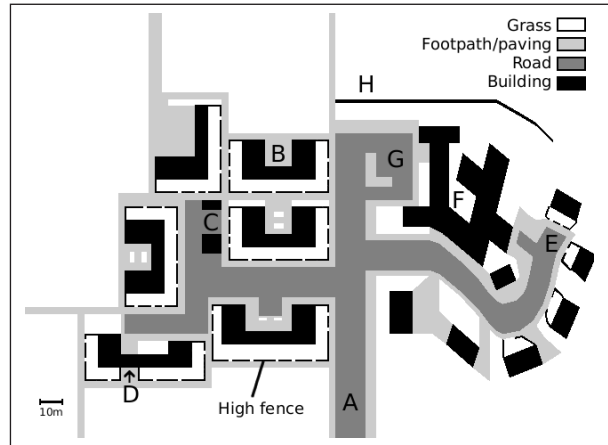 Grass
Footpath/paving
Road
Building
H
B
G
F
C
E
D
A
10m
High fence